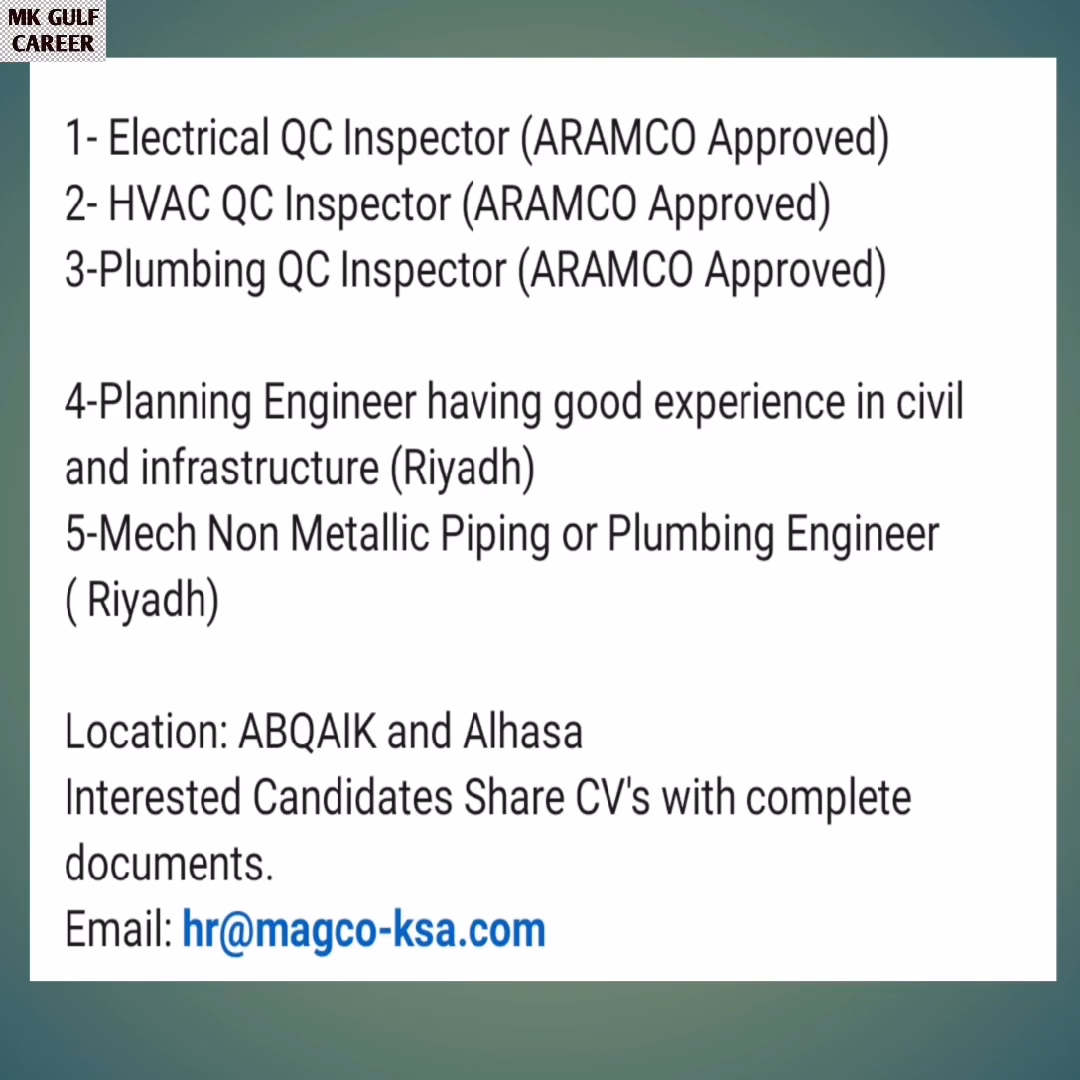 MK GULF
CAREER
1- Electrical QC Inspector (ARAMCO Approved)
2- HVAC QC Inspector (ARAMCO Approved)
3-Plumbing QC Inspector (ARAMCO Approved)
4-Planning Engineer having good experience in civil
and infrastructure (Riyadh)
5-Mech Non Metallic Piping or Plumbing Engineer
( Riyadh)
Location: ABQAIK and Alhasa
Interested Candidates Share CV's with complete
documents.
Email: hr@magco-ksa.com